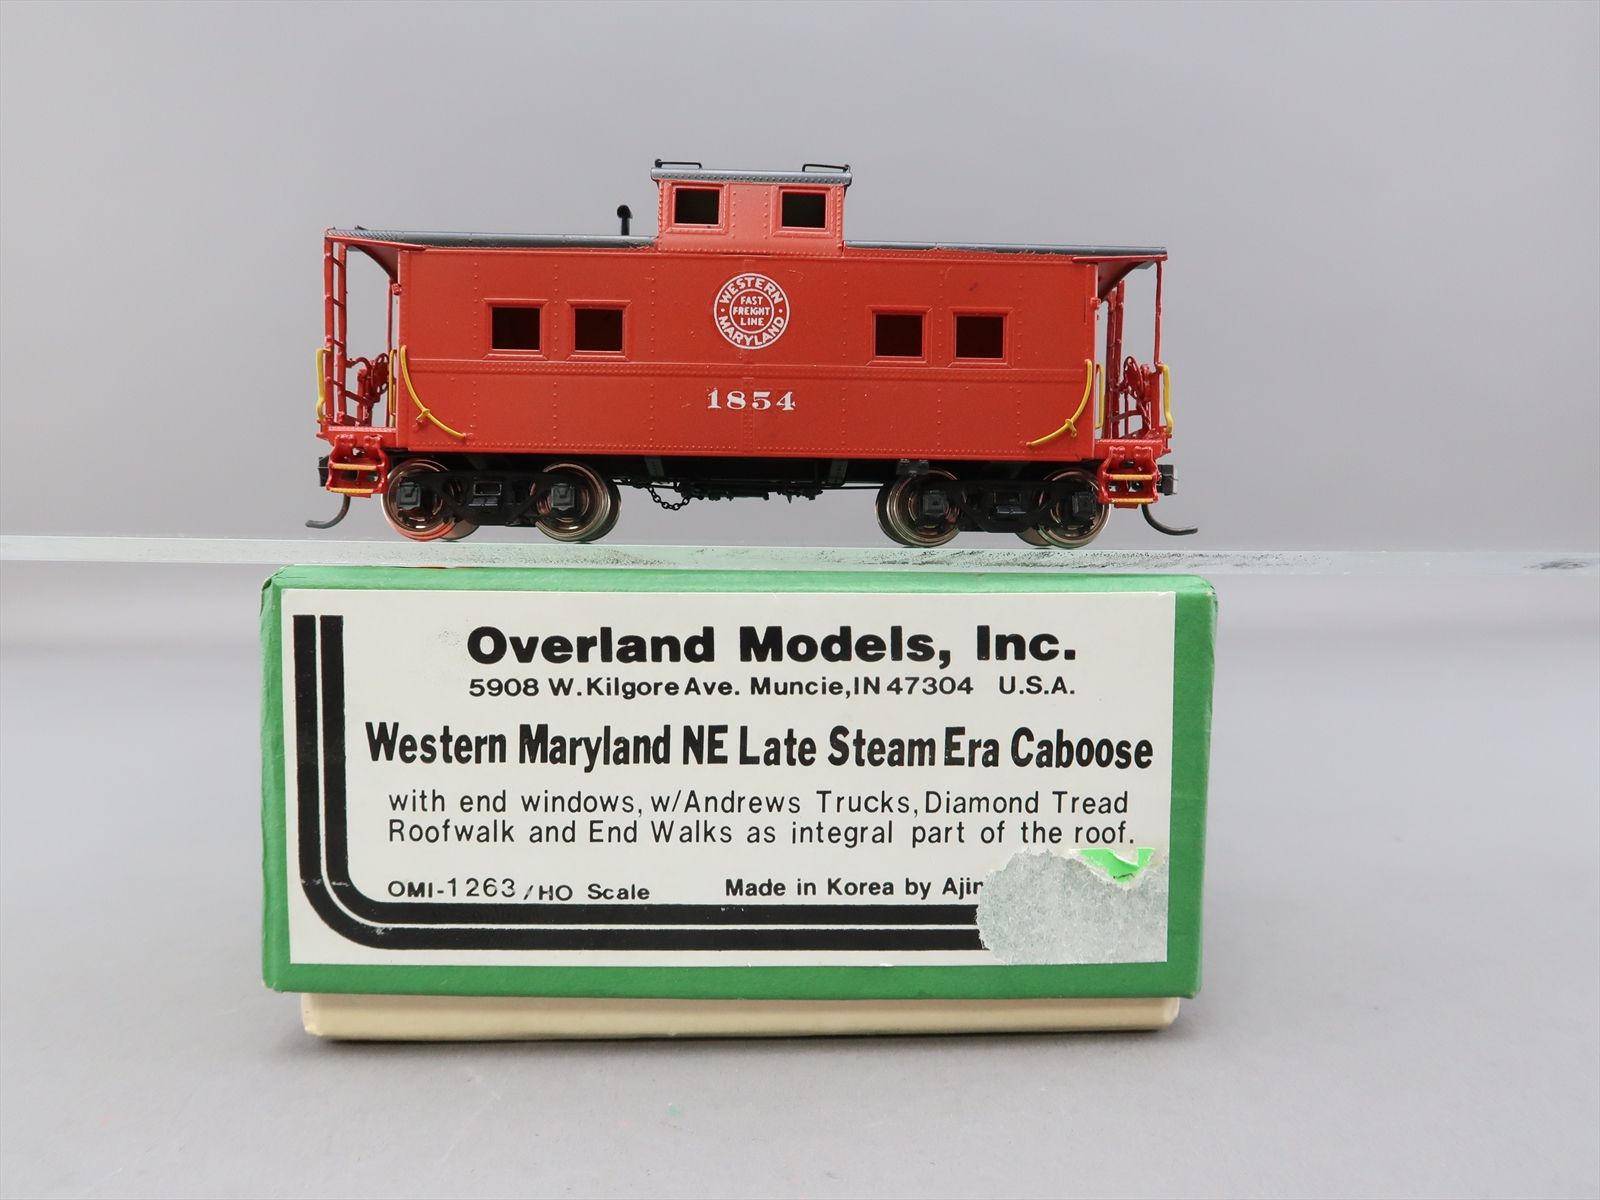 WESTERN
FAST
FREIGHT
LINE
MARYLAND
1854
Overland Models, Inc.
5908 W. Kilgore Ave. Muncie, IN 47304 U.S.A.
Western Maryland NE Late Steam Era Caboose
with end windows, w/Andrews Trucks, Diamond Tread
Roofwalk and End Walks as integral part of the roof.
OMI-1263/HO Scale Made in Korea by Ajin